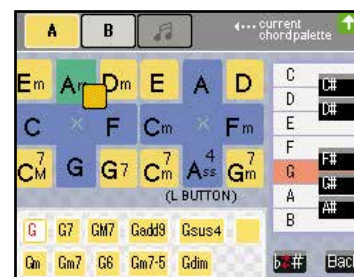 A B current
chordpalette
Em Am Dm E A D
C F Cm Fm
CM7 G G7 Cm7 Ass4 Gm7
(L BUTTON)
G G7 GM7 Gadd9 Gsus4
Gm Gm7 G6 Gm7-5 Gdim
C
C#
D
D#
E
F
F#
G
G#
A
A#
B
b⇄# Back